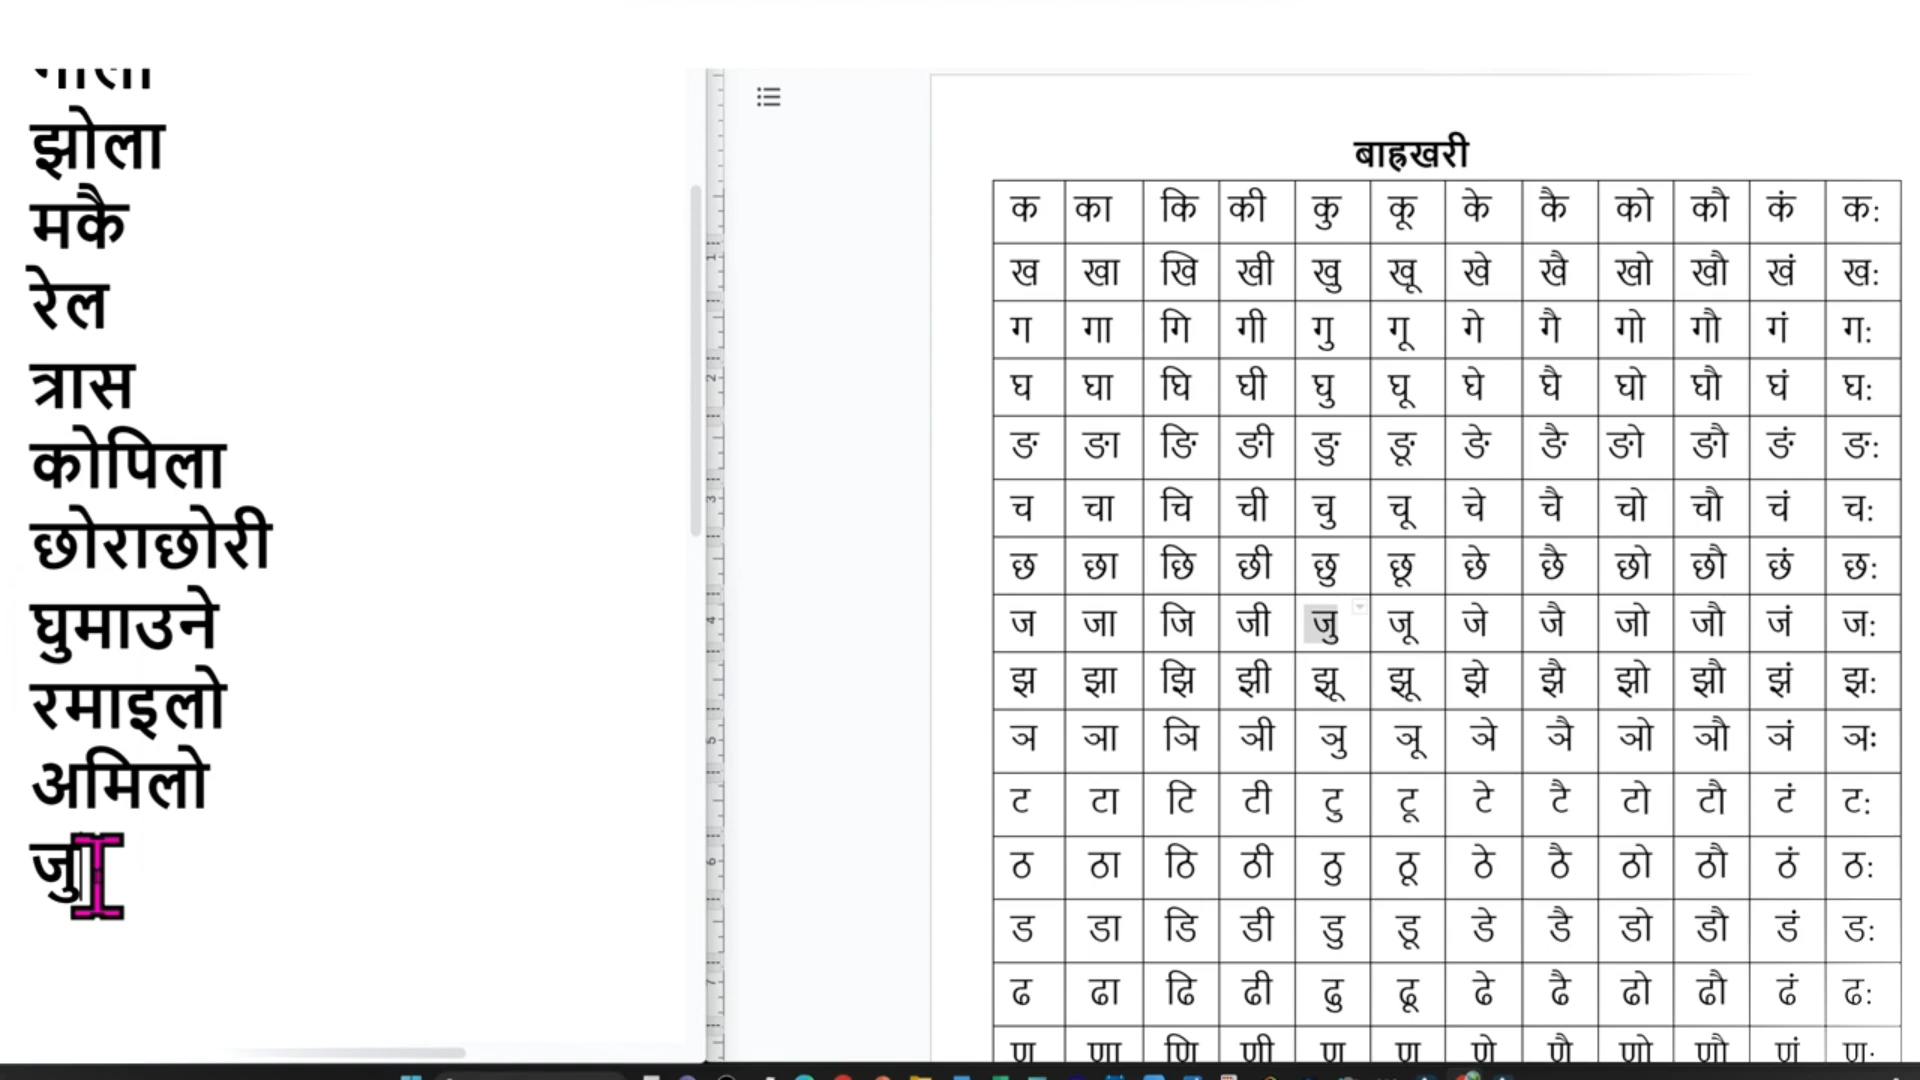 झोला
मकै
रेल
त्रास
कोपिला
छोराछोरी
घुमाउने
रमाइलो
अमिलो
जु
बाह्रखरी
क का कि की कु कू के कै को कौ कं क:
ख खा खि खी खु खू खे खै खो खौ खं ख:
ग गा गि गी गु गू गे गै गो गौ गं ग:
घ घा घि घी घु घू घे घै घो घौ घं घ:
ङ ङा ङि ङी ङु ङू ङे ङै ङो ङौ ङं ङ:
च चा चि ची चु चू चे चै चो चौ चं च:
छ छा छि छी छु छू छे छै छो छौ छं छ:
ज जा जि जी जु जू जे जै जो जौ जं ज:
झ झा झि झी झू झू झे झै झो झौ झं झ:
ञ ञा ञि ञी ञु ञू ञे ञै ञो ञौ ञं ञः
ट टा टि टी टु टू टे टै टो टौ टं ट:
ठ ठा ठि ठी ठु ठू ठे ठै ठो ठौ ठं ठ:
ड डा डि डी डु डू डे डै डो डौ डं ड:
ढ ढा ढि ढी ढु ढू ढे ढै ढो ढौ ढं ढ: